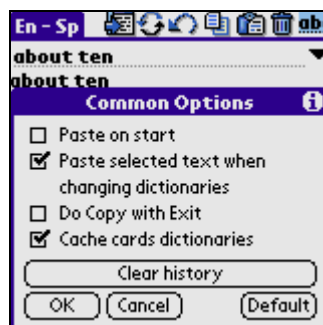 En - Sp ab
about ten
about ten
Common Options i
Paste on start
Paste selected text when
changing dictionaries
Do Copy with Exit
Cache cards dictionaries
Clear history
OK Cancel Default